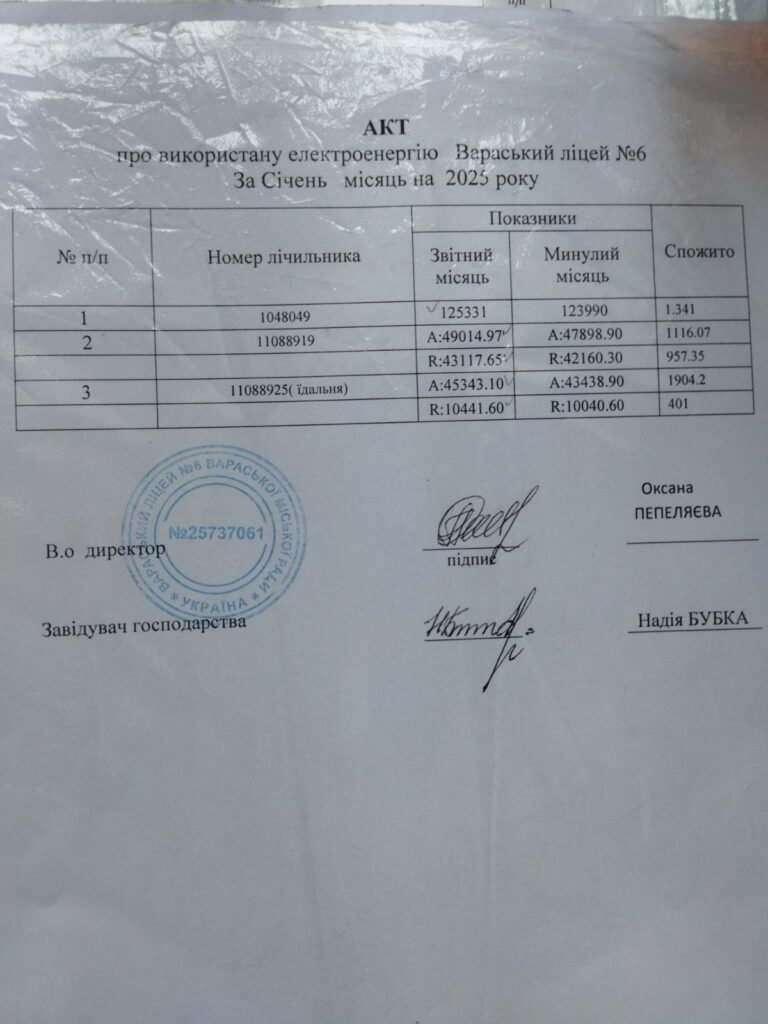 п/п
АКТ
про використану електроенергію Вараський ліцей №6
За Січень місяць на 2025 року
№ п/п Номер лічильника Показники Спожито
Звітний місяць Минулий місяць
1 1048049 125331 123990 1.341
2 11088919 А:49014.97 А:47898.90 1116.07
R:43117.65 R:42160.30 957.35
3 11088925( їдальня) А:45343.10 А:43438.90 1904.2
R:10441.60 R:10040.60 401
ВАРАСЬКИЙ ЛІЦЕЙ №6 ВАРАСЬКОЇ МІСЬКОЇ РАДИ
№25737061
* УКРАЇНА *
Оксана
ПЕПЕЛЯЄВА
В.о директор
підпис
Завідувач господарства
Надія БУБКА